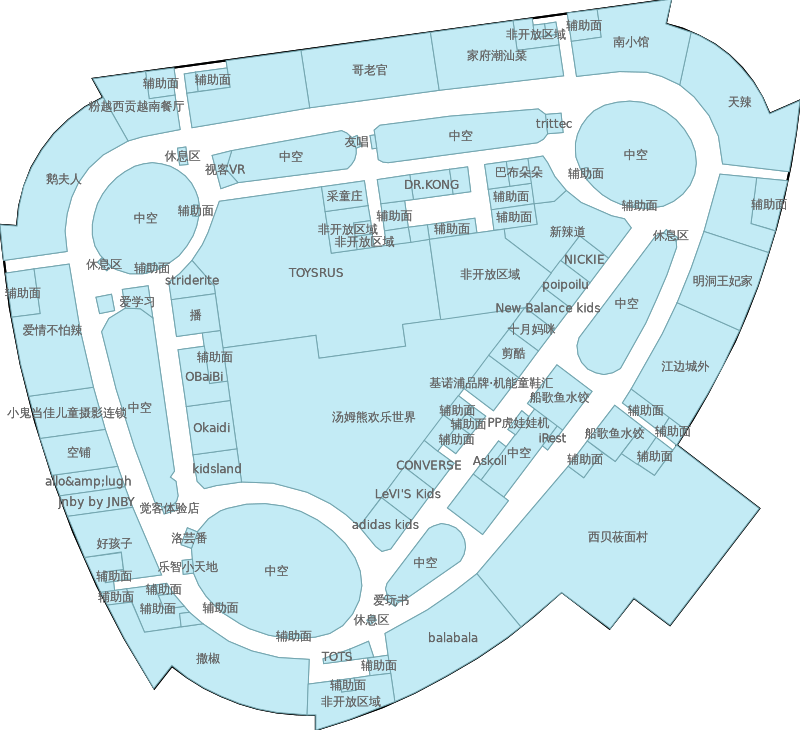 辅助面
非开放区域
南小馆
家府潮汕菜
哥老官
辅助面
辅助面
天辣
粉越西贡越南餐厅
trittec
中空
友唱
中空
休息区
视客VR
中空
鹅夫人
巴布朵朵
辅助面
DR.KONG
采童庄
辅助面
辅助面
辅助面
辅助面
中空
辅助面
辅助面
辅助面
非开放区域
非开放区域
新辣道
休息区
休息区
辅助面
NICKIE
TOYSRUS
非开放区域
striderite
poipoilu
明洞王妃家
辅助面
爱学习
中空
New Balance kids
播
十月妈咪
爱情不怕辣
辅助面
剪酷
江边城外
OBaiBi
基诺浦品牌·机能童鞋汇
船歌鱼水饺
中空
小鬼当佳儿童摄影连锁
汤姆熊欢乐世界
辅助面
辅助面
辅助面
PP虎娃娃机
Okaidi
船歌鱼水饺
辅助面
辅助面
iRest
空铺
中空
辅助面
Askoll
辅助面
CONVERSE
kidsland
allo&amp;lugh
LeVI'S Kids
jnby by JNBY
觉客体验店
adidas kids
洛芸番
西贝莜面村
好孩子
中空
乐智小天地
中空
辅助面
辅助面
辅助面
辅助面
辅助面
爱玩书
休息区
辅助面
balabala
撒椒
TOTS
辅助面
辅助面
非开放区域